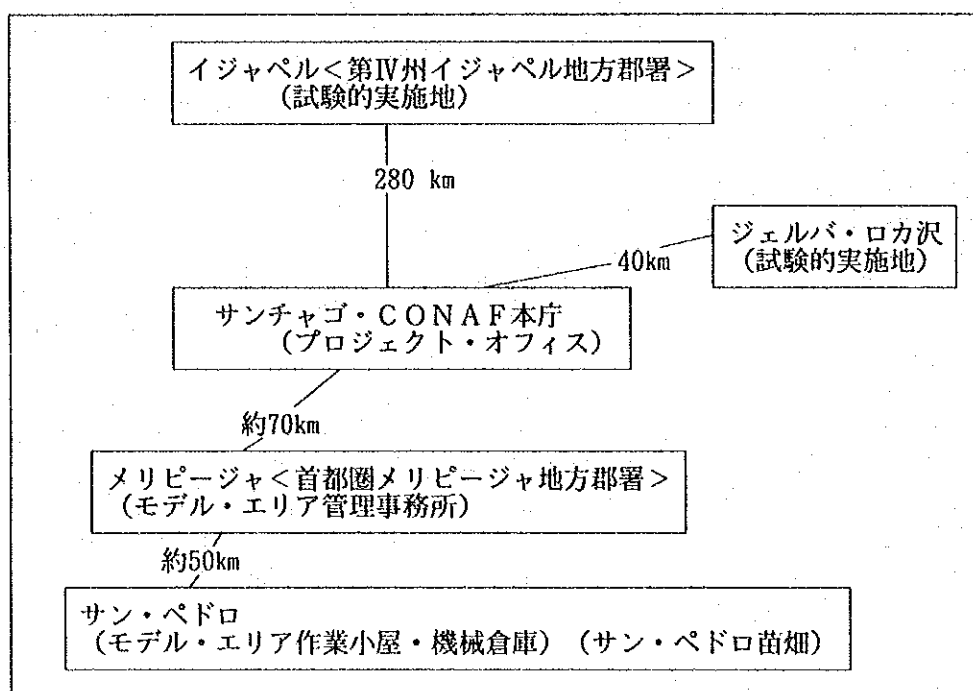 イジャペル<第Ⅳ州イジャペル地方郡署>
(試験的実施地)
280 km
ジェルバ・ロカ沢
(試験的実施地)
40km
サンチャゴ・CONAF本庁
(プロジェクト・オフィス)
約70km
メリピージャ<首都圏メリピージャ地方郡署>
(モデル・エリア管理事務所)
約50km
サン・ペドロ
(モデル・エリア作業小屋・機械倉庫) (サン・ペドロ苗畑)